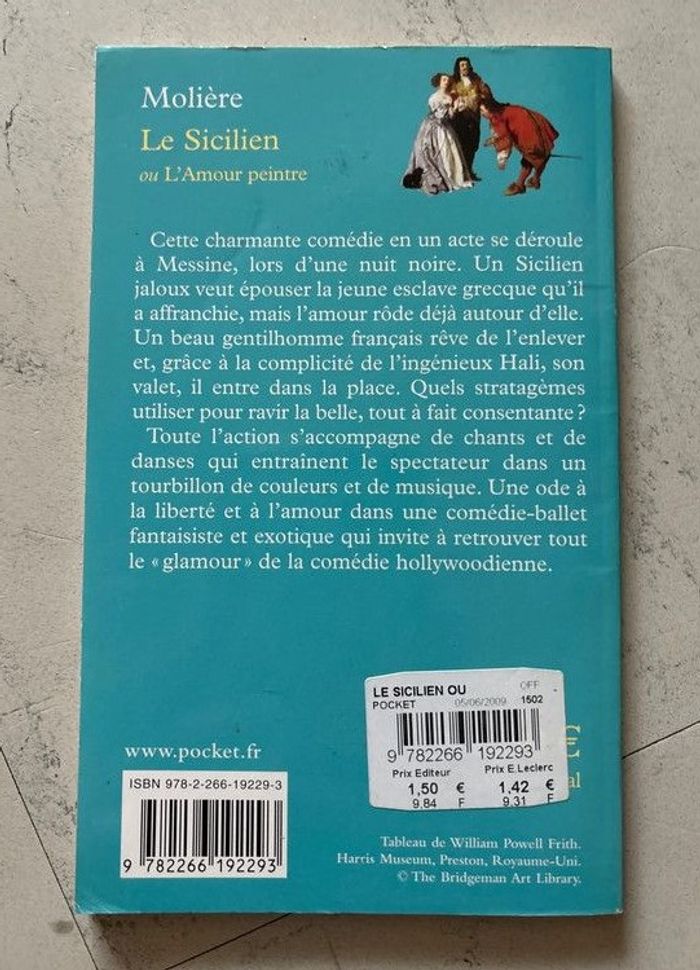 Molière
Le Sicilien
ou L'Amour peintre
Cette charmante comédie en un acte se déroule
à Messine, lors d'une nuit noire. Un Sicilien
jaloux veut épouser la jeune esclave grecque qu'il
a affranchie, mais l'amour rôde déjà autour d'elle.
Un beau gentilhomme français rêve de l'enlever
et, grâce à la complicité de l'ingénieux Hali, son
valet, il entre dans la place. Quels stratagèmes
utiliser pour ravir la belle, tout à fait consentante ?
Toute l'action s'accompagne de chants et de
danses qui entraînent le spectateur dans un
tourbillon de couleurs et de musique. Une ode à
la liberté et à l'amour dans une comédie-ballet
fantaisiste et exotique qui invite à retrouver tout
le « glamour » de la comédie hollywoodienne.
LE SICILIEN OU OFF
POCKET 05/06/2009 1502
9 782266 192293
Prix Editeur Prix E.Leclerc
1,50 € 1,42 €
9.84 F 9.31 F
www.pocket.fr
ISBN 978-2-266-19229-3
9 782266 192293
Tableau de William Powell Frith.
Harris Museum, Preston, Royaume-Uni.
© The Bridgeman Art Library.